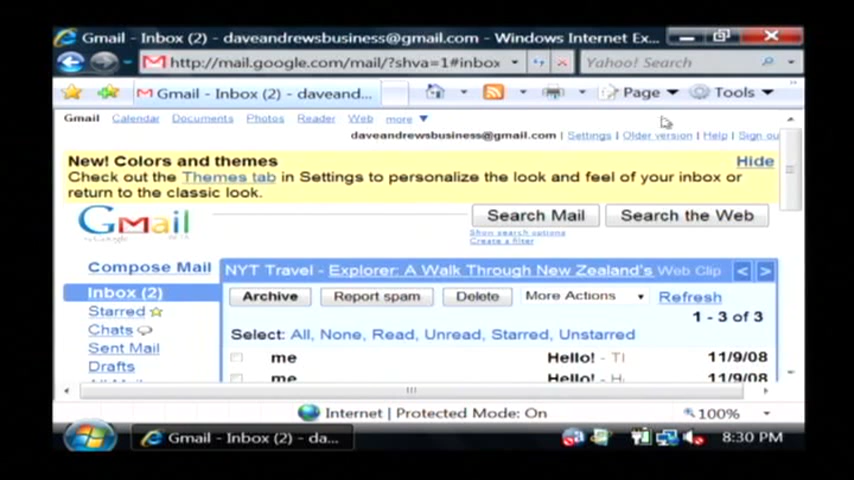 Gmail - Inbox (2) - daveandrewsbusiness@gmail.com - Windows Internet Ex...
http://mail.google.com/mail/?shva=1#inbox
Yahoo! Search
Gmail - Inbox (2) - daveand...
Page
Tools
Gmail Calendar Documents Photos Reader Web more
daveandrewsbusiness@gmail.com | Settings | Older version | Help | Sign ou
New! Colors and themes
Hide
Check out the Themes tab in Settings to personalize the look and feel of your inbox or
return to the classic look.
Gmail
Search Mail
Search the Web
Show search options
Create a filter
Compose Mail
NYT Travel - Explorer: A Walk Through New Zealand's Web Clip < >
Inbox (2)
Archive Report spam Delete More Actions Refresh
Starred
1 - 3 of 3
Chats
Select: All, None, Read, Unread, Starred, Unstarred
Sent Mail
me Hello! 11/9/08
Drafts
me Hello! 11/9/08
All Mail
Internet | Protected Mode: On
100%
Gmail - Inbox (2) - da...
8:30 PM